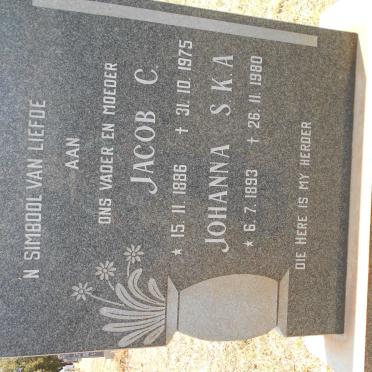 'N SIMBOOL VAN LIEFDE
AAN
ONS VADER EN MOEDER
JACOB C.
★ 15. 11. 1886 + 31. 10. 1975
JOHANNA S K A
★ 6. 7. 1893 + 26. 11. 1980
DIE HERE IS MY HERDER